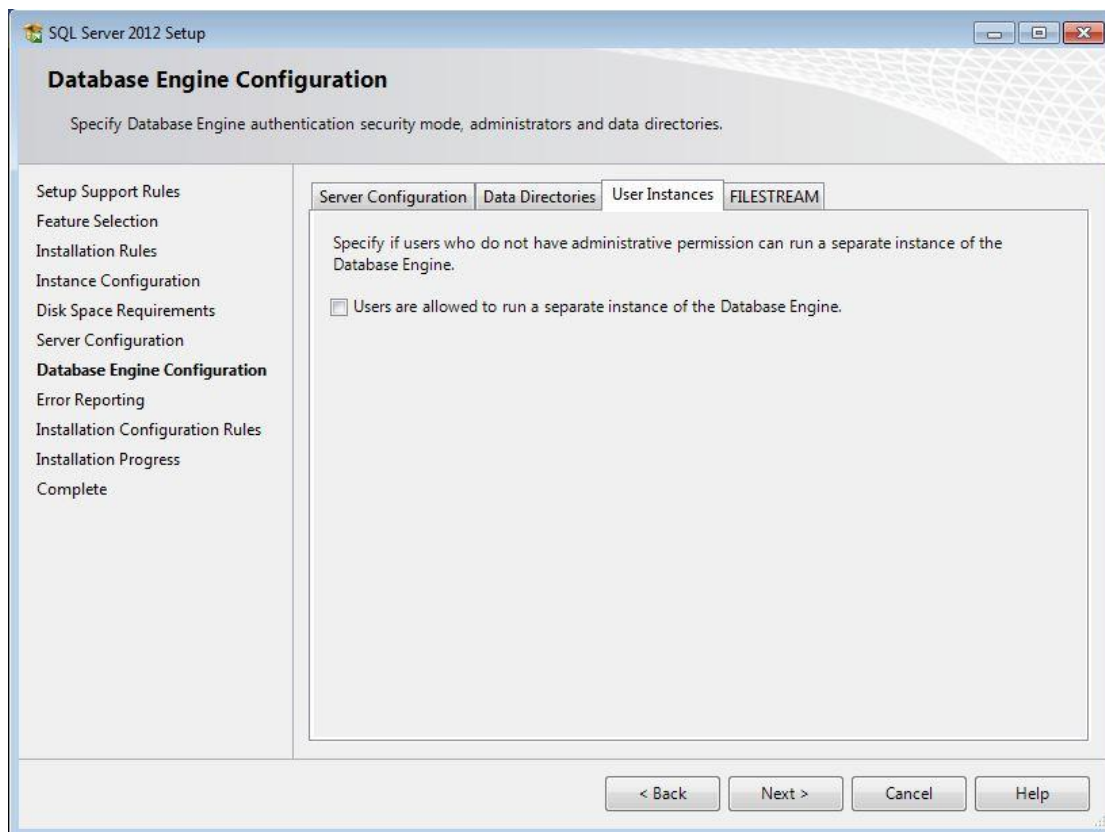 SQL Server 2012 Setup
Database Engine Configuration
Specify Database Engine authentication security mode, administrators and data directories.
Setup Support Rules
Feature Selection
Installation Rules
Instance Configuration
Disk Space Requirements
Server Configuration
Database Engine Configuration
Error Reporting
Installation Configuration Rules
Installation Progress
Complete
Server Configuration Data Directories User Instances FILESTREAM
Specify if users who do not have administrative permission can run a separate instance of the
Database Engine.
Users are allowed to run a separate instance of the Database Engine.
< Back Next > Cancel Help